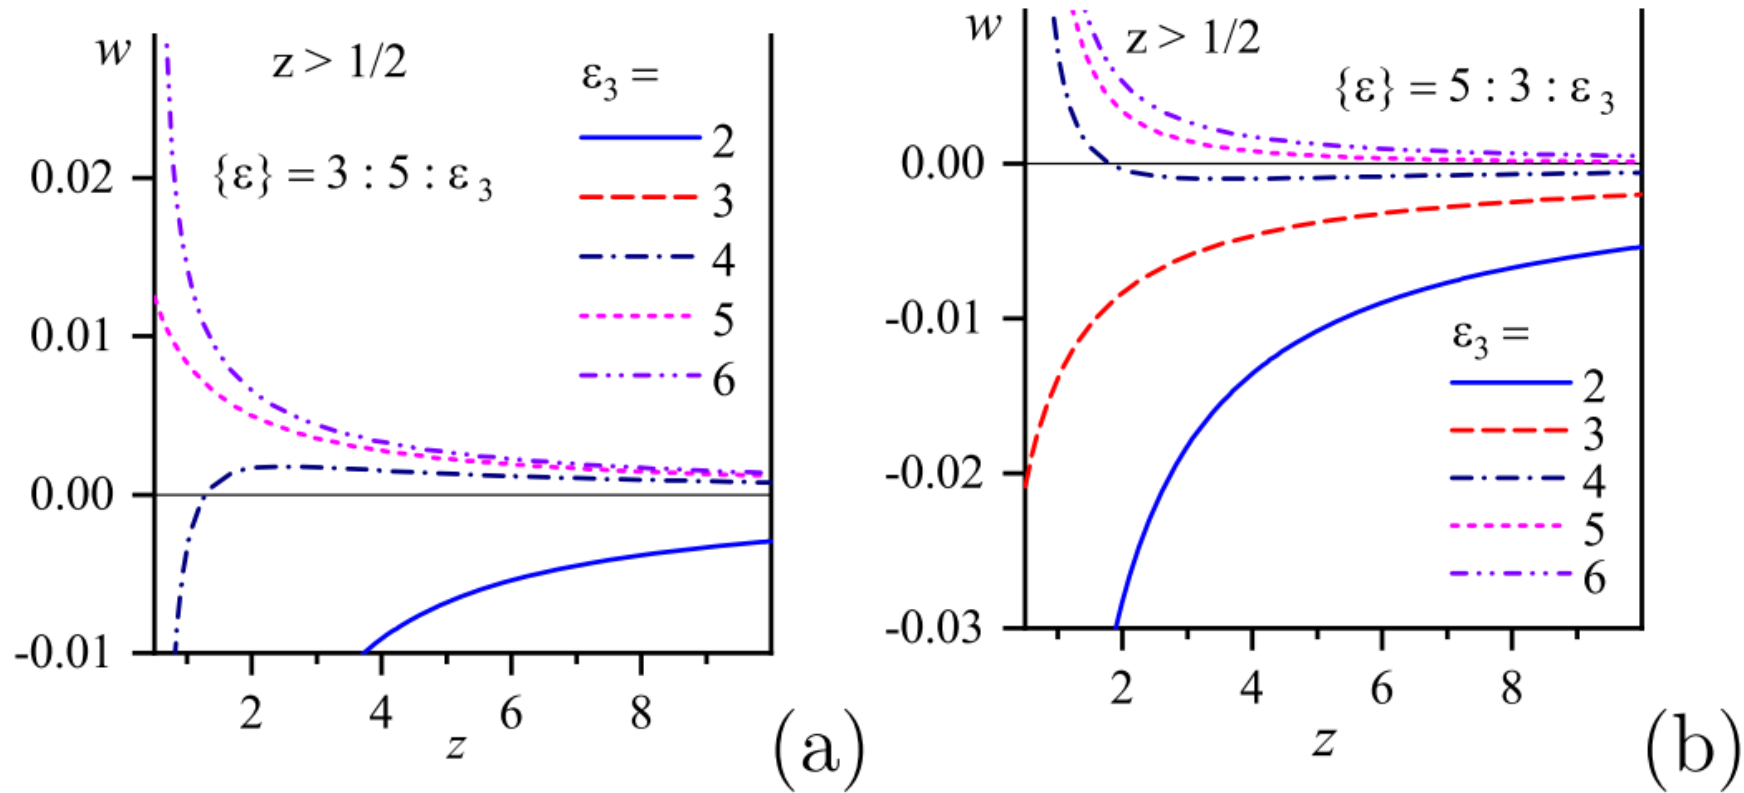 w
z > 1/2
ε₃ =
{ε} = 3 : 5 : ε₃
2
3
4
5
6
0.02
0.01
0.00
-0.01
2 4 6 8
z
(a)
w
z > 1/2
{ε} = 5 : 3 : ε₃
0.00
-0.01
-0.02
-0.03
ε₃ =
2
3
4
5
6
2 4 6 8
z
(b)